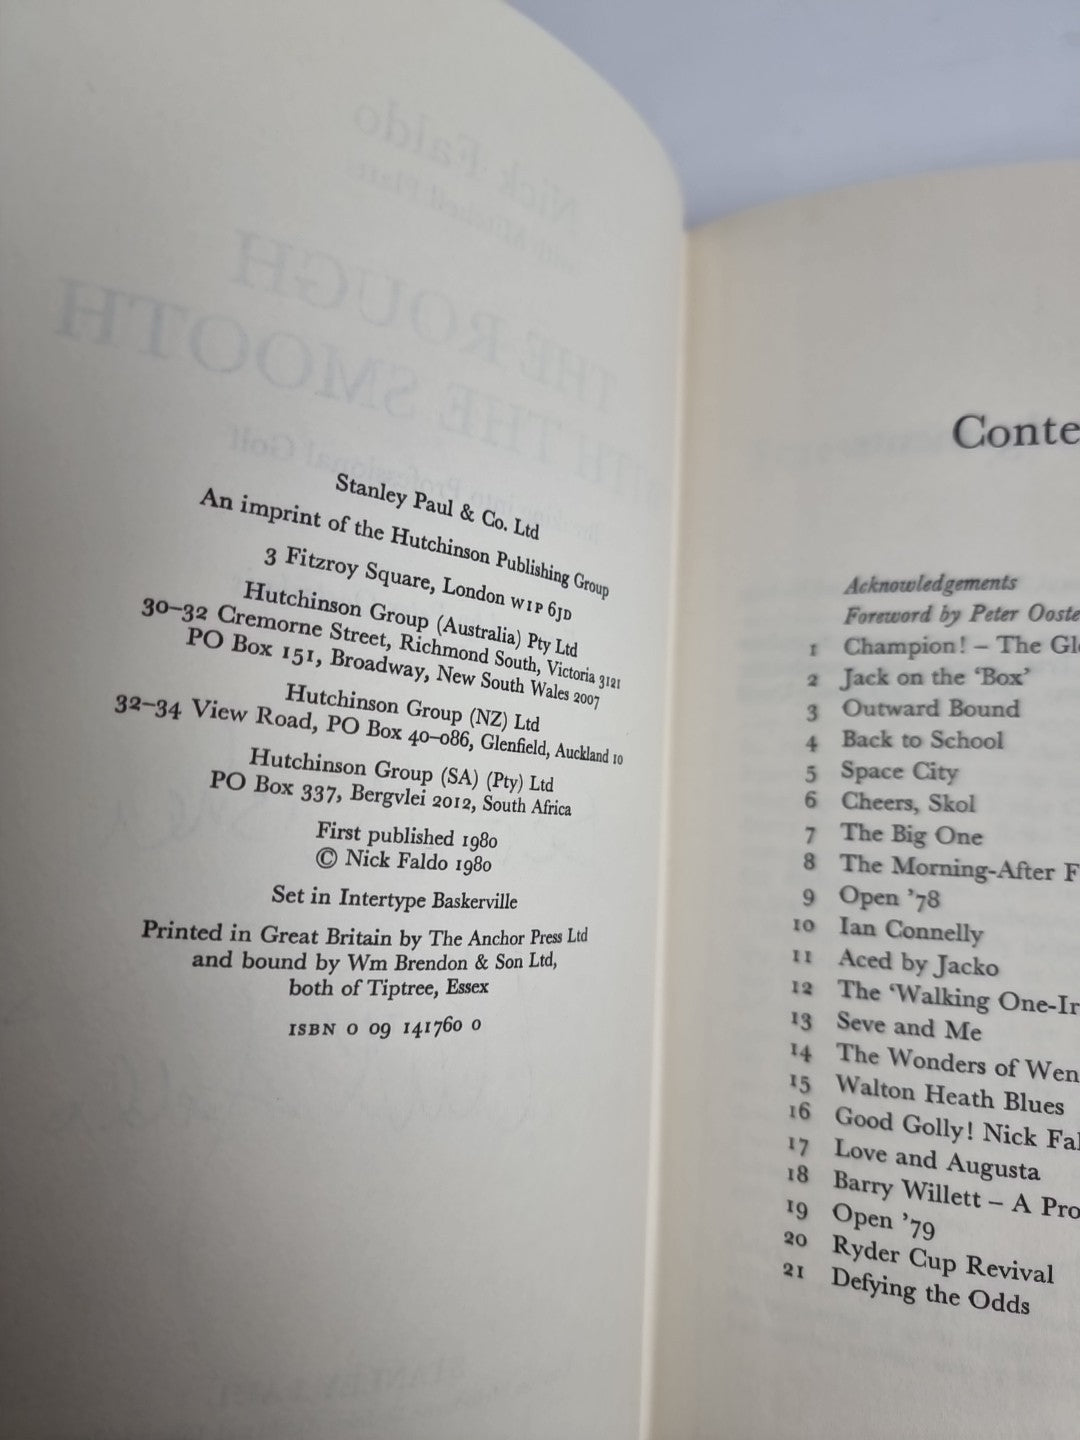 Stanley Paul & Co. Ltd
An imprint of the Hutchinson Publishing Group
3 Fitzroy Square, London W1P 6JD
Hutchinson Group (Australia) Pty Ltd
30–32 Cremorne Street, Richmond South, Victoria 3121
PO Box 151, Broadway, New South Wales 2007
Hutchinson Group (NZ) Ltd
32–34 View Road, PO Box 40–086, Glenfield, Auckland 10
Hutchinson Group (SA) (Pty) Ltd
PO Box 337, Bergvlei 2012, South Africa
First published 1980
© Nick Faldo 1980
Set in Intertype Baskerville
Printed in Great Britain by The Anchor Press Ltd
and bound by Wm Brendon & Son Ltd,
both of Tiptree, Essex
ISBN 0 09 141760 0
Conte
Acknowledgements
Foreword by Peter Ooste
1 Champion! – The Gl
2 Jack on the ‘Box’
3 Outward Bound
4 Back to School
5 Space City
6 Cheers, Skol
7 The Big One
8 The Morning-After F
9 Open ’78
10 Ian Connelly
11 Aced by Jacko
12 The ‘Walking One-Ir
13 Seve and Me
14 The Wonders of Wen
15 Walton Heath Blues
16 Good Golly! Nick Fal
17 Love and Augusta
18 Barry Willett – A Pro
19 Open ’79
20 Ryder Cup Revival
21 Defying the Odds